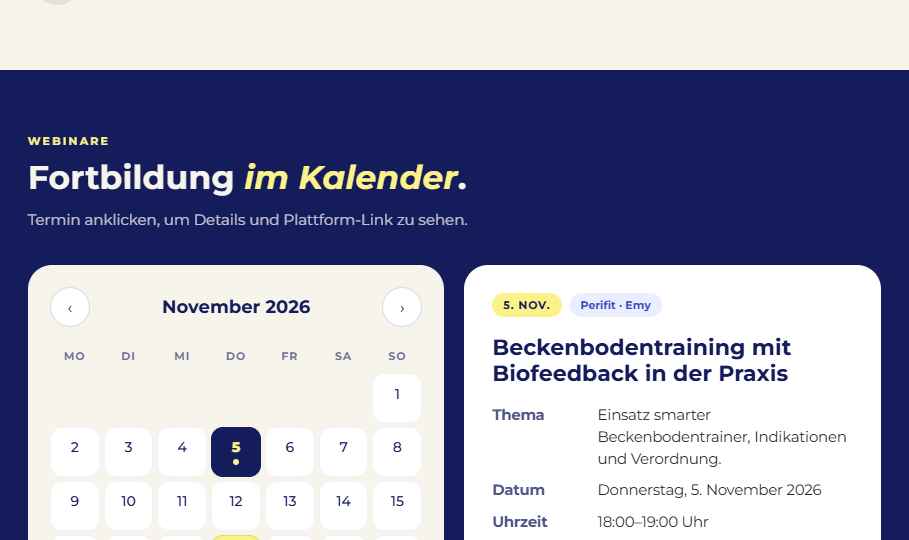 WEBINARE
Fortbildung im Kalender.
Termin anklicken, um Details und Plattform-Link zu sehen.
‹ November 2026 ›
MO DI MI DO FR SA SO
1
2 3 4 5 6 7 8
9 10 11 12 13 14 15
5. NOV. Perifit · Emy
Beckenbodentraining mit
Biofeedback in der Praxis
Thema Einsatz smarter
Beckenbodentrainer, Indikationen
und Verordnung.
Datum Donnerstag, 5. November 2026
Uhrzeit 18:00–19:00 Uhr